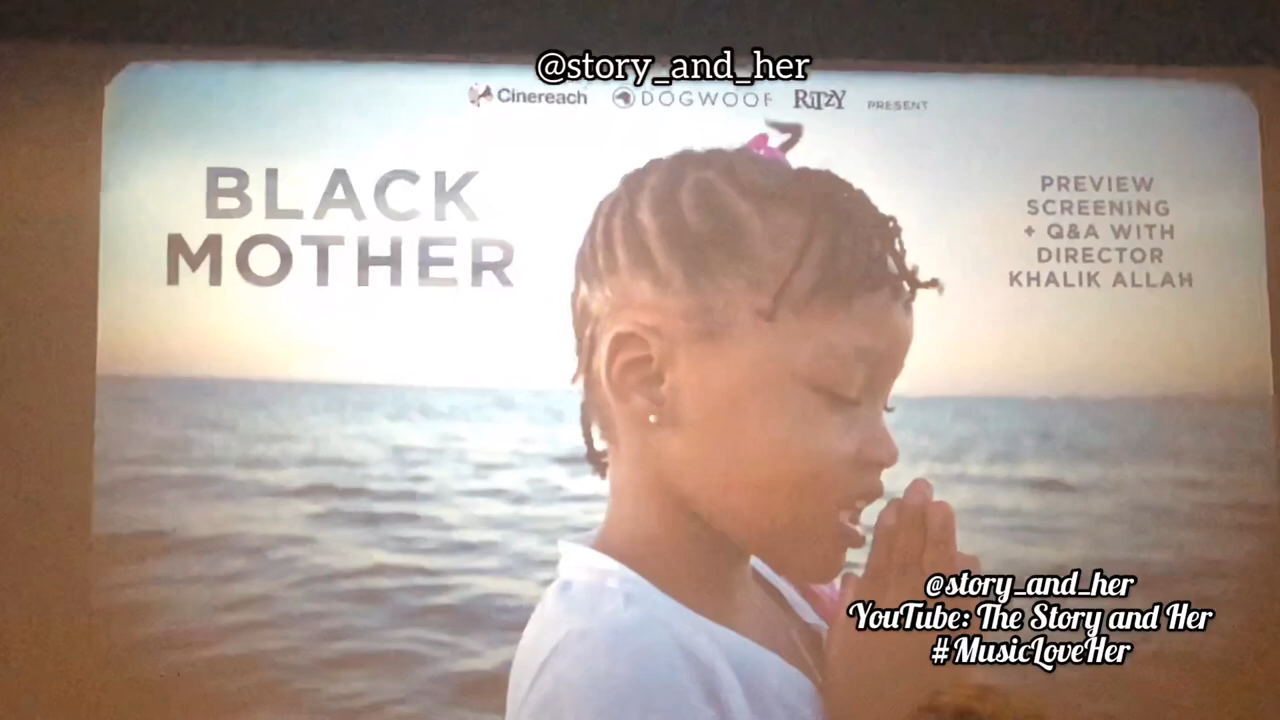 @story_and_her
Cinereach DOGWOOF RiTZY PRESENT
BLACK
MOTHER
PREVIEW
SCREENING
+ Q&A WITH
DIRECTOR
KHALIK ALLAH
@story_and_her
YouTube: The Story and Her
#MusicLoveHer